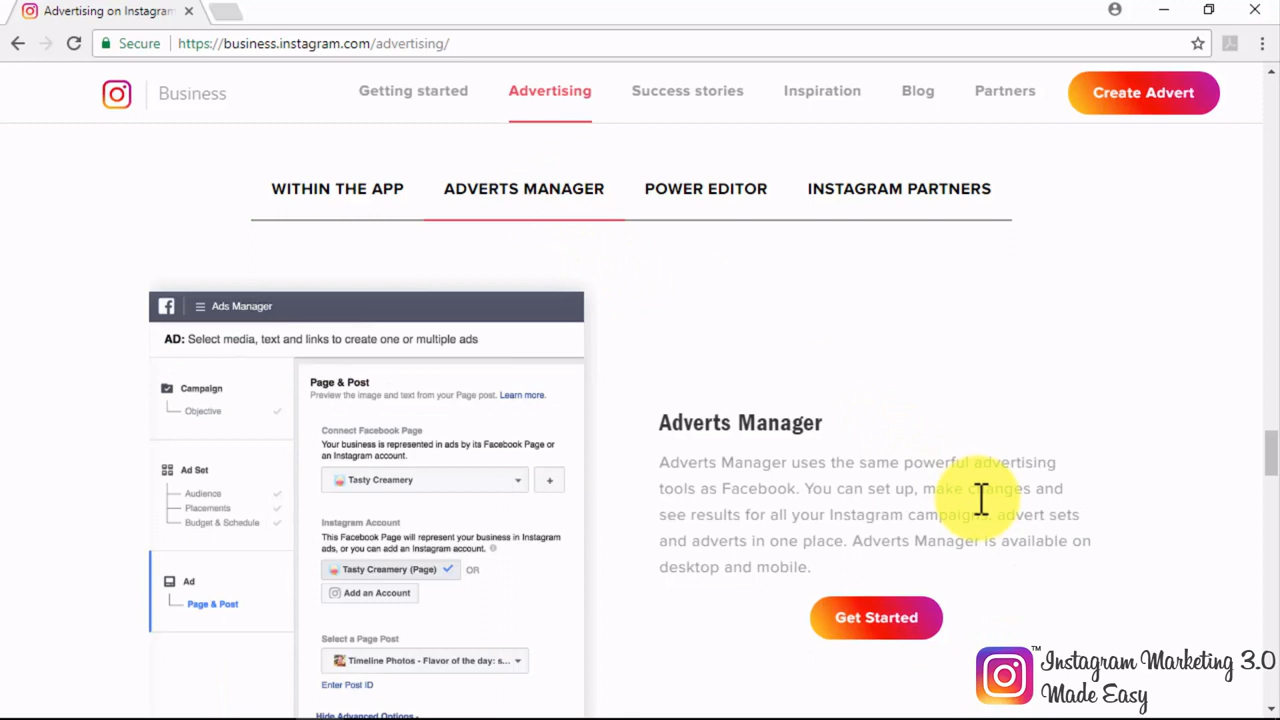 Advertising on Instagram
Secure
https://business.instagram.com/advertising/
Business
Getting started
Advertising
Success stories
Inspiration
Blog
Partners
Create Advert
WITHIN THE APP
ADVERTS MANAGER
POWER EDITOR
INSTAGRAM PARTNERS
Ads Manager
AD: Select media, text and links to create one or multiple ads
Campaign
Objective
Ad Set
Audience
Placements
Budget & Schedule
Ad
Page & Post
Page & Post
Preview the image and text from your Page post. Learn more.
Connect Facebook Page
Your business is represented in ads by its Facebook Page or
an Instagram account.
Tasty Creamery
+
Instagram Account
This Facebook Page will represent your business in Instagram
ads, or you can add an Instagram account.
Tasty Creamery (Page)
OR
Add an Account
Select a Page Post
Timeline Photos - Flavor of the day: s...
Enter Post ID
Hide Advanced Options
Adverts Manager
Adverts Manager uses the same powerful advertising
tools as Facebook. You can set up, make changes and
see results for all your Instagram campaigns, advert sets
and adverts in one place. Adverts Manager is available on
desktop and mobile.
Get Started
™
Instagram Marketing 3.0
Made Easy